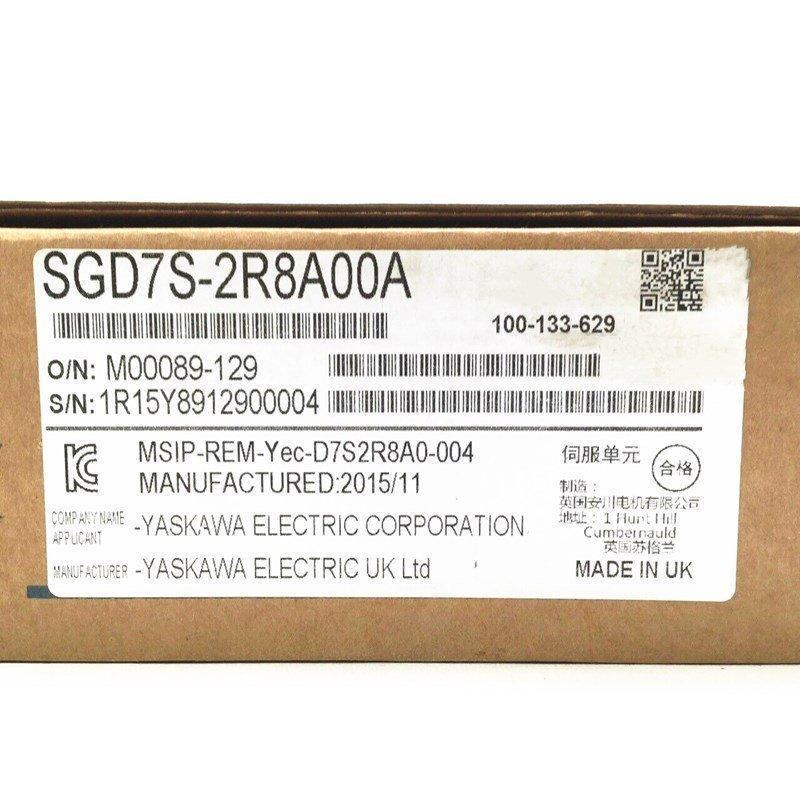 SGD7S-2R8A00A
100-133-629
O/N: M00089-129
S/N: 1R15Y8912900004
MSIP-REM-Yec-D7S2R8A0-004
MANUFACTURED:2015/11
COMPANY NAME
APPLICANT
-YASKAWA ELECTRIC CORPORATION
MANUFACTURER -YASKAWA ELECTRIC UK Ltd
伺服单元
合格
制造：
英国安川电机有限公司
地址：1 Hunt Hill
Cumbernauld
英国苏格兰
MADE IN UK